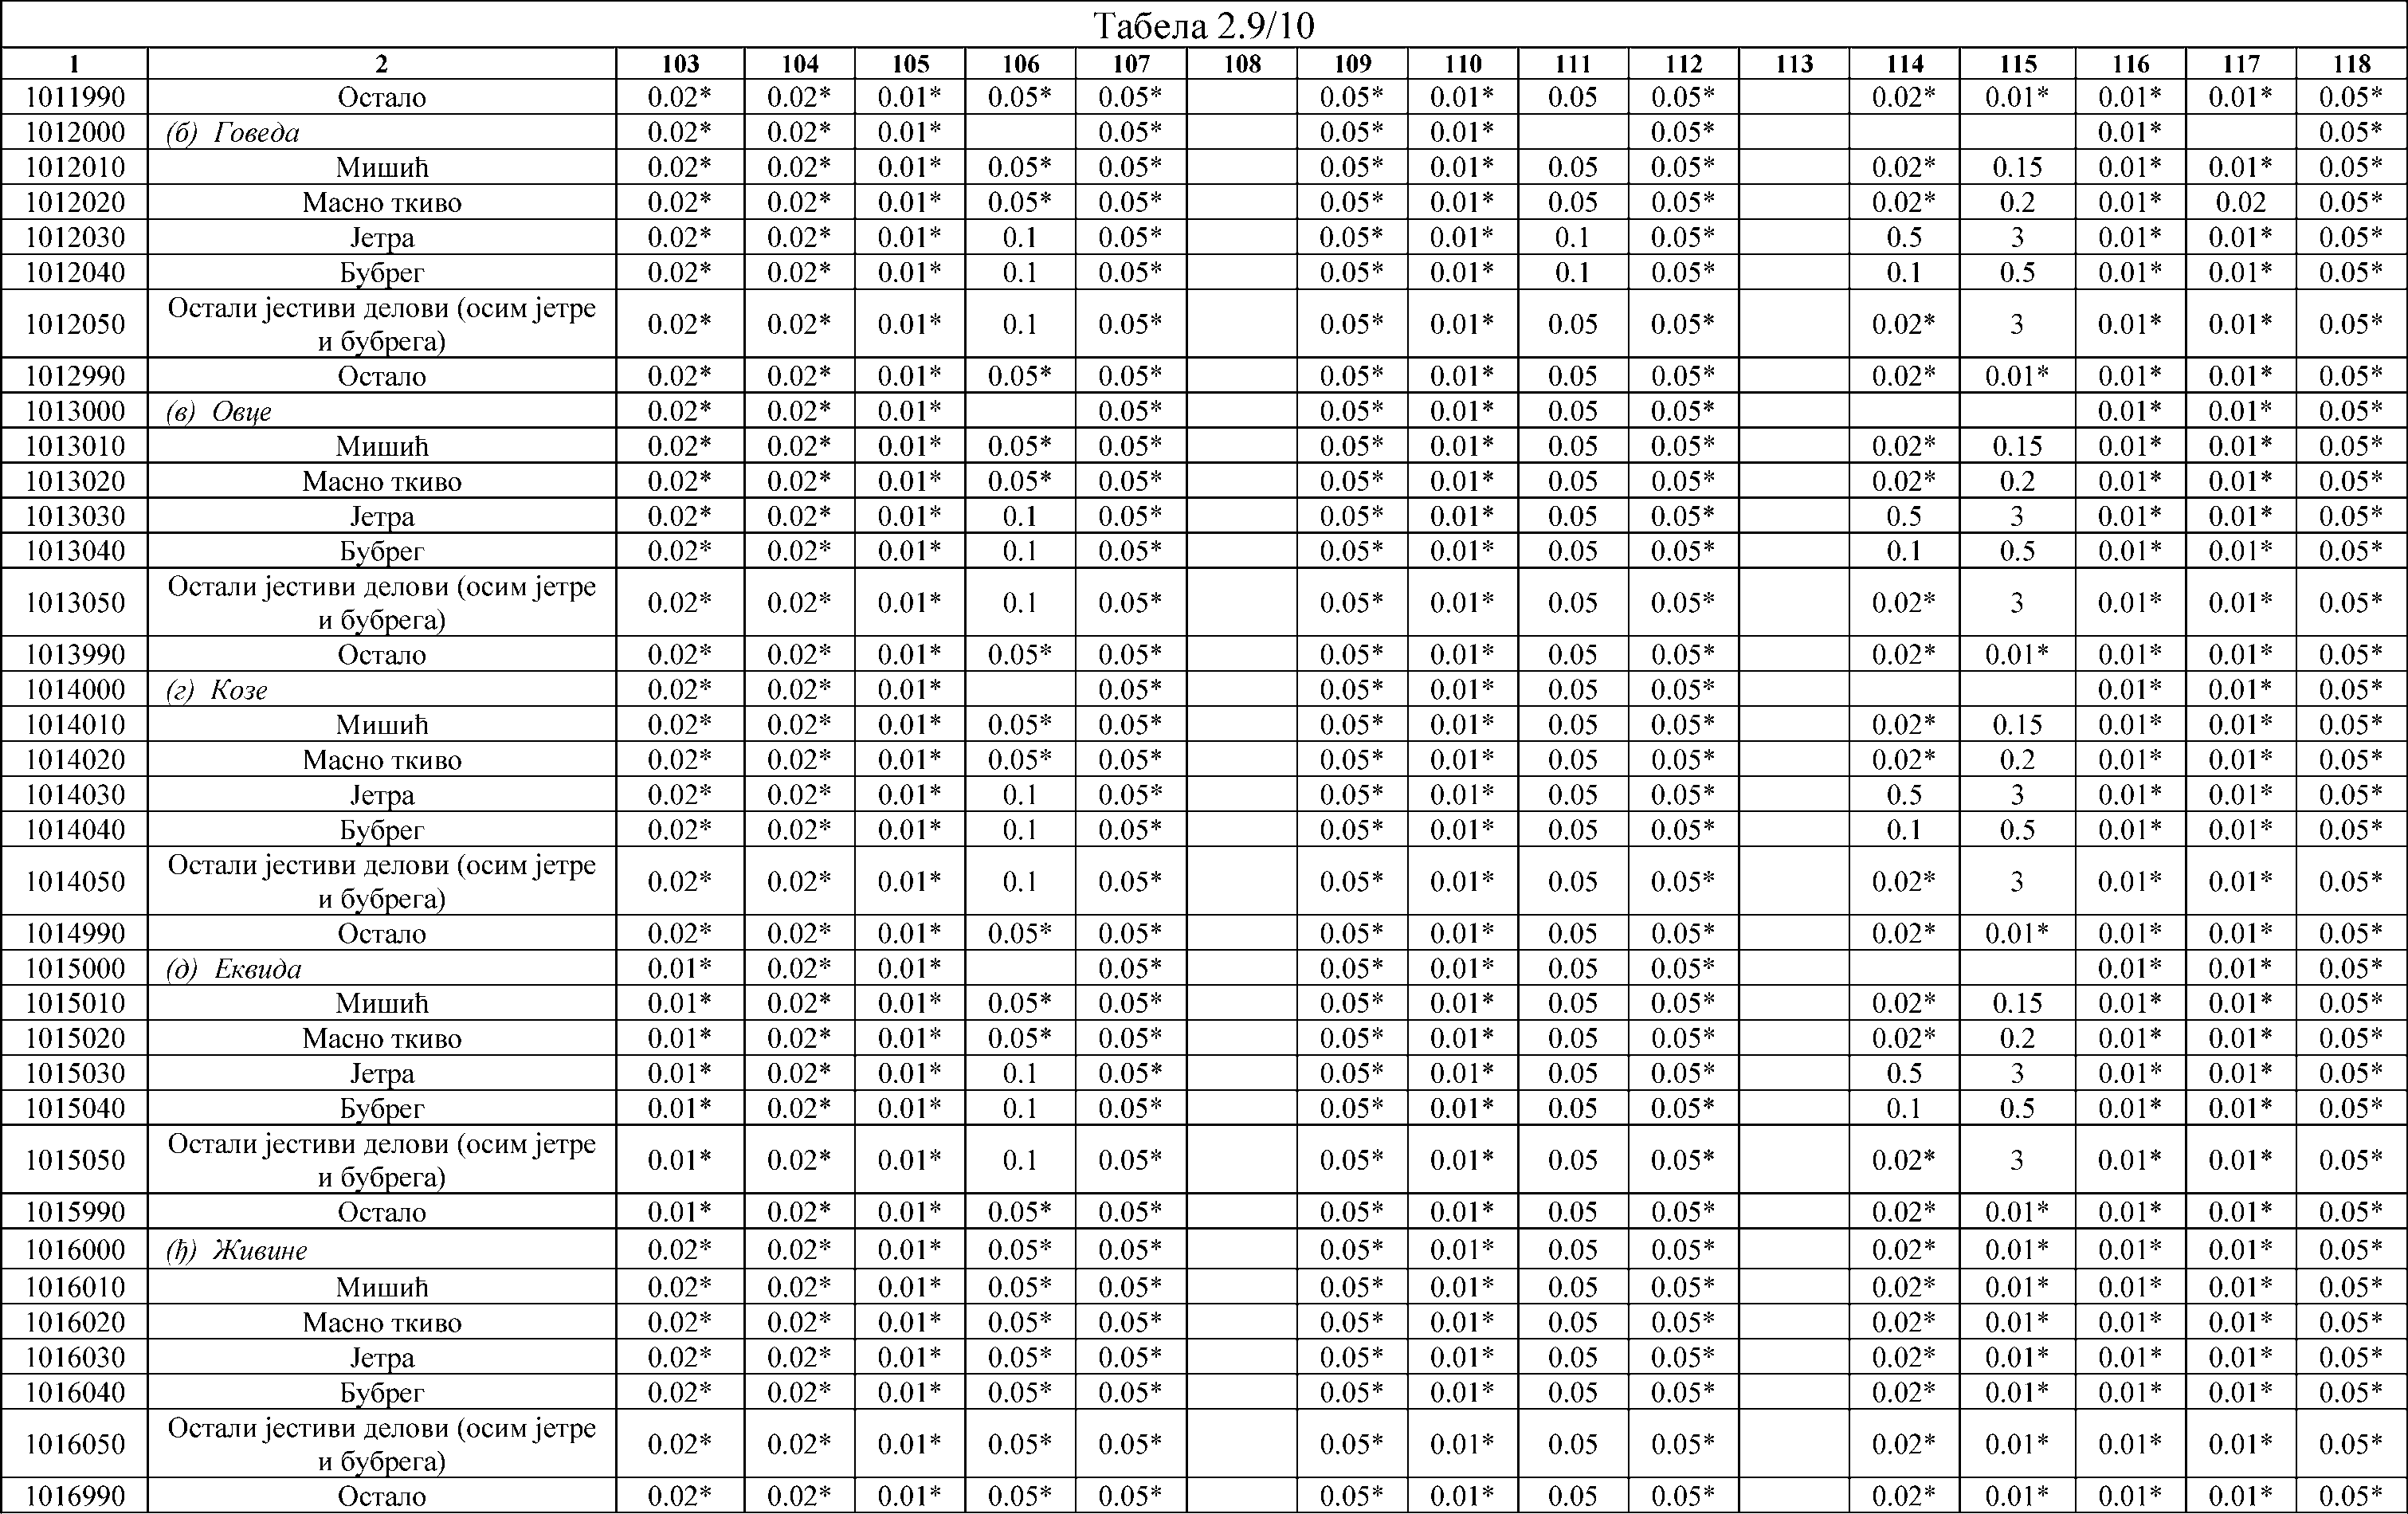 Табела 2.9/10
1 2 103 104 105 106 107 108 109 110 111 112 113 114 115 116 117 118
1011990 Остало 0.02* 0.02* 0.01* 0.05* 0.05* 0.05* 0.01* 0.05 0.05* 0.02* 0.01* 0.01* 0.01* 0.05*
1012000 (б) Говеда 0.02* 0.02* 0.01* 0.05* 0.05* 0.01* 0.05* 0.01* 0.05*
1012010 Мишић 0.02* 0.02* 0.01* 0.05* 0.05* 0.05* 0.01* 0.05 0.05* 0.02* 0.15 0.01* 0.01* 0.05*
1012020 Масно ткиво 0.02* 0.02* 0.01* 0.05* 0.05* 0.05* 0.01* 0.05 0.05* 0.02* 0.2 0.01* 0.02 0.05*
1012030 Јетра 0.02* 0.02* 0.01* 0.1 0.05* 0.05* 0.01* 0.1 0.05* 0.5 3 0.01* 0.01* 0.05*
1012040 Бубрег 0.02* 0.02* 0.01* 0.1 0.05* 0.05* 0.01* 0.1 0.05* 0.1 0.5 0.01* 0.01* 0.05*
1012050 Остали јестиви делови (осим јетре
и бубрега) 0.02* 0.02* 0.01* 0.1 0.05* 0.05* 0.01* 0.05 0.05* 0.02* 3 0.01* 0.01* 0.05*
1012990 Остало 0.02* 0.02* 0.01* 0.05* 0.05* 0.05* 0.01* 0.05 0.05* 0.02* 0.01* 0.01* 0.01* 0.05*
1013000 (в) Овце 0.02* 0.02* 0.01* 0.05* 0.05* 0.01* 0.05 0.05* 0.01* 0.01* 0.05*
1013010 Мишић 0.02* 0.02* 0.01* 0.05* 0.05* 0.05* 0.01* 0.05 0.05* 0.02* 0.15 0.01* 0.01* 0.05*
1013020 Масно ткиво 0.02* 0.02* 0.01* 0.05* 0.05* 0.05* 0.01* 0.05 0.05* 0.02* 0.2 0.01* 0.01* 0.05*
1013030 Јетра 0.02* 0.02* 0.01* 0.1 0.05* 0.05* 0.01* 0.05 0.05* 0.5 3 0.01* 0.01* 0.05*
1013040 Бубрег 0.02* 0.02* 0.01* 0.1 0.05* 0.05* 0.01* 0.05 0.05* 0.1 0.5 0.01* 0.01* 0.05*
1013050 Остали јестиви делови (осим јетре
и бубрега) 0.02* 0.02* 0.01* 0.1 0.05* 0.05* 0.01* 0.05 0.05* 0.02* 3 0.01* 0.01* 0.05*
1013990 Остало 0.02* 0.02* 0.01* 0.05* 0.05* 0.05* 0.01* 0.05 0.05* 0.02* 0.01* 0.01* 0.01* 0.05*
1014000 (г) Козе 0.02* 0.02* 0.01* 0.05* 0.05* 0.01* 0.05 0.05* 0.01* 0.01* 0.05*
1014010 Мишић 0.02* 0.02* 0.01* 0.05* 0.05* 0.05* 0.01* 0.05 0.05* 0.02* 0.15 0.01* 0.01* 0.05*
1014020 Масно ткиво 0.02* 0.02* 0.01* 0.05* 0.05* 0.05* 0.01* 0.05 0.05* 0.02* 0.2 0.01* 0.01* 0.05*
1014030 Јетра 0.02* 0.02* 0.01* 0.1 0.05* 0.05* 0.01* 0.05 0.05* 0.5 3 0.01* 0.01* 0.05*
1014040 Бубрег 0.02* 0.02* 0.01* 0.1 0.05* 0.05* 0.01* 0.05 0.05* 0.1 0.5 0.01* 0.01* 0.05*
1014050 Остали јестиви делови (осим јетре
и бубрега) 0.02* 0.02* 0.01* 0.1 0.05* 0.05* 0.01* 0.05 0.05* 0.02* 3 0.01* 0.01* 0.05*
1014990 Остало 0.02* 0.02* 0.01* 0.05* 0.05* 0.05* 0.01* 0.05 0.05* 0.02* 0.01* 0.01* 0.01* 0.05*
1015000 (д) Еквида 0.01* 0.02* 0.01* 0.05* 0.05* 0.01* 0.05 0.05* 0.01* 0.01* 0.05*
1015010 Мишић 0.01* 0.02* 0.01* 0.05* 0.05* 0.05* 0.01* 0.05 0.05* 0.02* 0.15 0.01* 0.01* 0.05*
1015020 Масно ткиво 0.01* 0.02* 0.01* 0.05* 0.05* 0.05* 0.01* 0.05 0.05* 0.02* 0.2 0.01* 0.01* 0.05*
1015030 Јетра 0.01* 0.02* 0.01* 0.1 0.05* 0.05* 0.01* 0.05 0.05* 0.5 3 0.01* 0.01* 0.05*
1015040 Бубрег 0.01* 0.02* 0.01* 0.1 0.05* 0.05* 0.01* 0.05 0.05* 0.1 0.5 0.01* 0.01* 0.05*
1015050 Остали јестиви делови (осим јетре
и бубрега) 0.01* 0.02* 0.01* 0.1 0.05* 0.05* 0.01* 0.05 0.05* 0.02* 3 0.01* 0.01* 0.05*
1015990 Остало 0.01* 0.02* 0.01* 0.05* 0.05* 0.05* 0.01* 0.05 0.05* 0.02* 0.01* 0.01* 0.01* 0.05*
1016000 (ђ) Живине 0.02* 0.02* 0.01* 0.05* 0.05* 0.05* 0.01* 0.05 0.05* 0.02* 0.01* 0.01* 0.01* 0.05*
1016010 Мишић 0.02* 0.02* 0.01* 0.05* 0.05* 0.05* 0.01* 0.05 0.05* 0.02* 0.01* 0.01* 0.01* 0.05*
1016020 Масно ткиво 0.02* 0.02* 0.01* 0.05* 0.05* 0.05* 0.01* 0.05 0.05* 0.02* 0.01* 0.01* 0.01* 0.05*
1016030 Јетра 0.02* 0.02* 0.01* 0.05* 0.05* 0.05* 0.01* 0.05 0.05* 0.02* 0.01* 0.01* 0.01* 0.05*
1016040 Бубрег 0.02* 0.02* 0.01* 0.05* 0.05* 0.05* 0.01* 0.05 0.05* 0.02* 0.01* 0.01* 0.01* 0.05*
1016050 Остали јестиви делови (осим јетре
и бубрега) 0.02* 0.02* 0.01* 0.05* 0.05* 0.05* 0.01* 0.05 0.05* 0.02* 0.01* 0.01* 0.01* 0.05*
1016990 Остало 0.02* 0.02* 0.01* 0.05* 0.05* 0.05* 0.01* 0.05 0.05* 0.02* 0.01* 0.01* 0.01* 0.05*